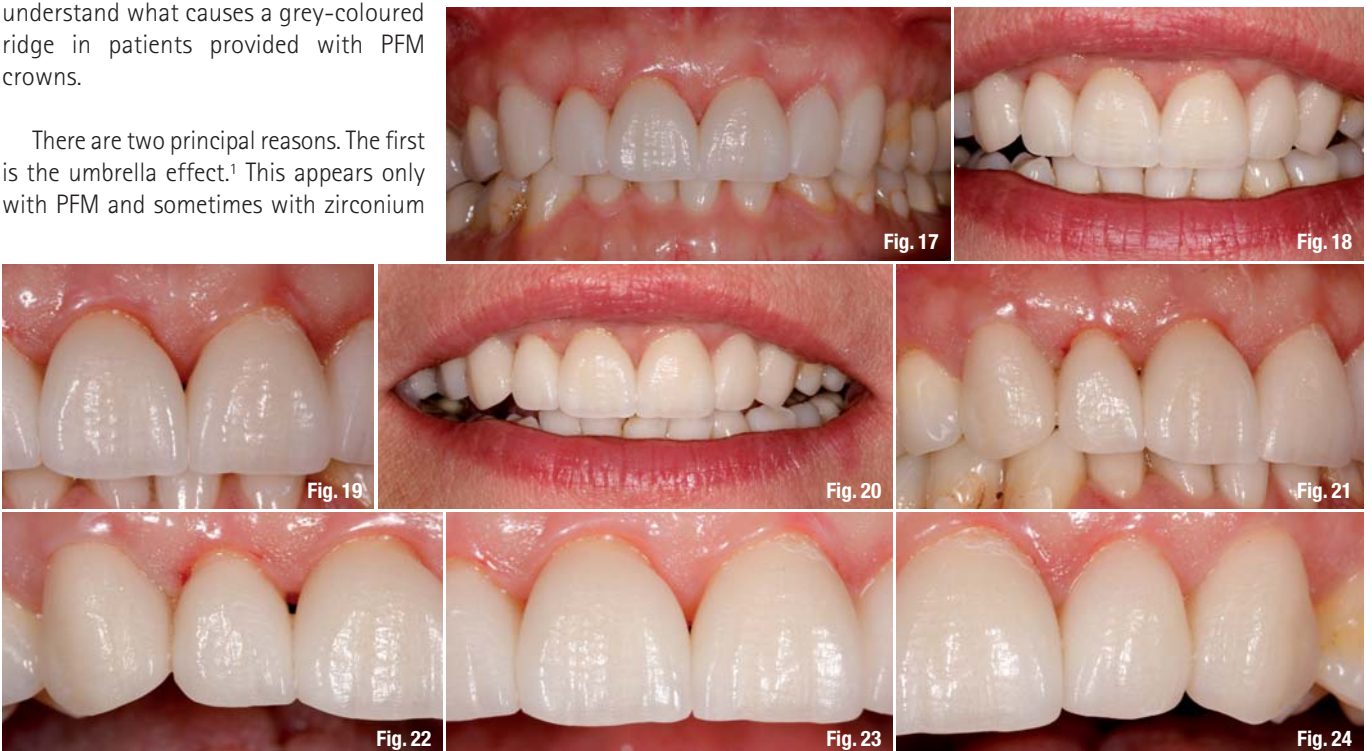 understand what causes a grey-coloured
ridge in patients provided with PFM
crowns.
There are two principal reasons. The first
is the umbrella effect.¹ This appears only
with PFM and sometimes with zirconium
Fig. 17
Fig. 18
Fig. 19
Fig. 20
Fig. 21
Fig. 22
Fig. 23
Fig. 24